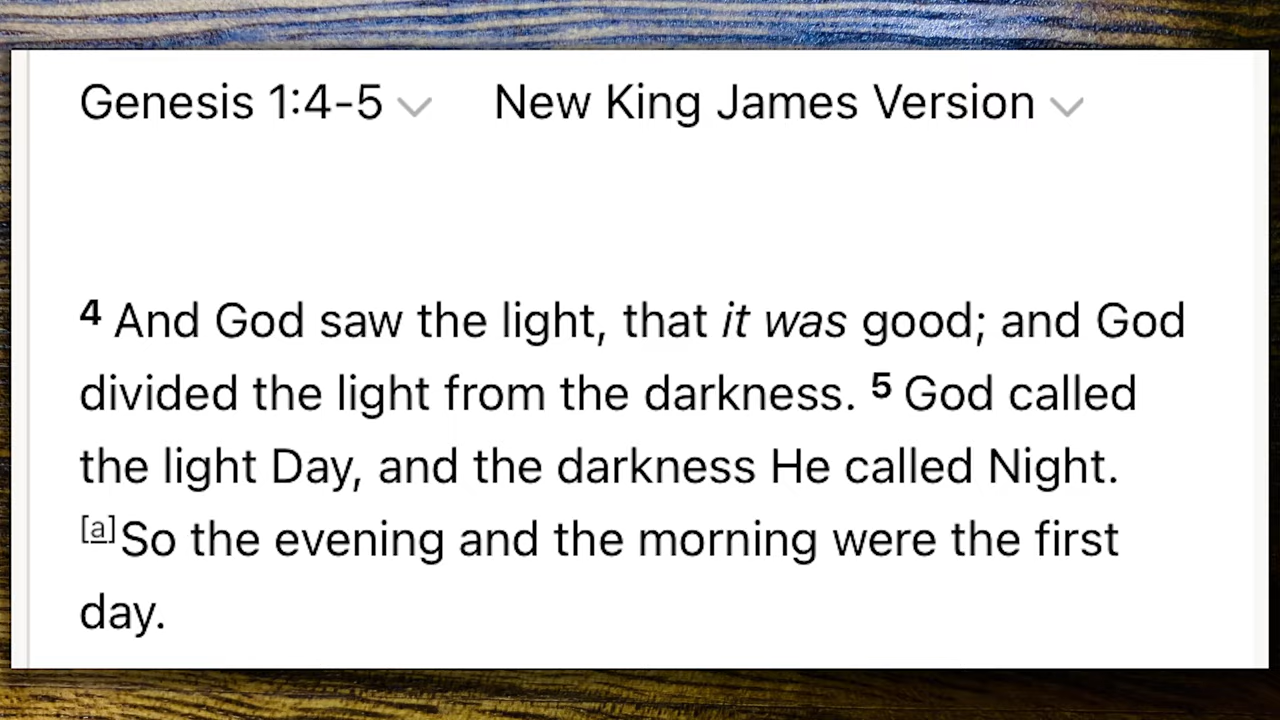 Genesis 1:4-5 New King James Version
4 And God saw the light, that it was good; and God
divided the light from the darkness. 5 God called
the light Day, and the darkness He called Night.
[a]So the evening and the morning were the first
day.